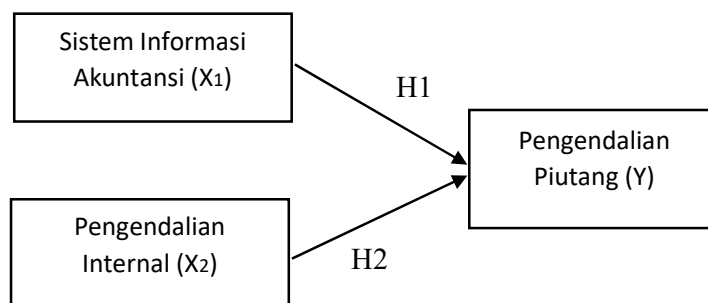 Sistem Informasi
Akuntansi (X1)
H1
Pengendalian
Piutang (Y)
Pengendalian
Internal (X2)
H2